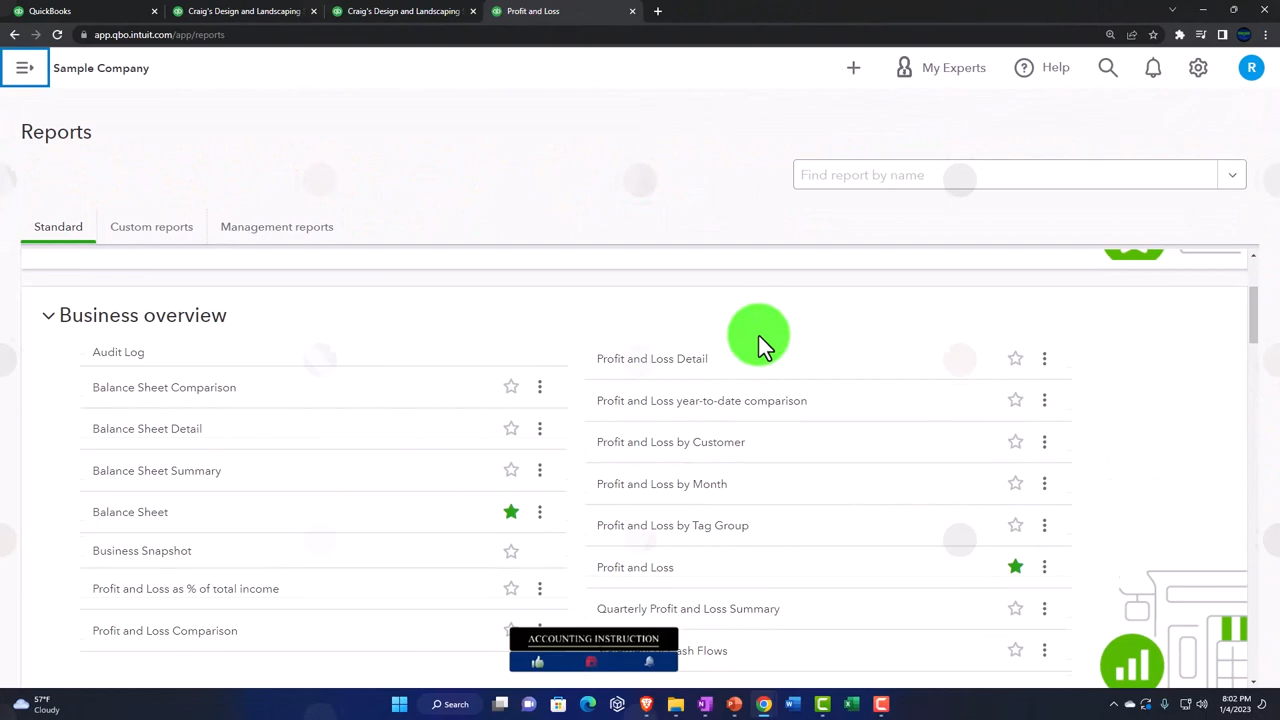 QuickBooks
Craig's Design and Landscaping
Craig's Design and Landscaping
Profit and Loss
app.qbo.intuit.com/app/reports
Sample Company
My Experts
Help
R
Reports
Find report by name
Standard
Custom reports
Management reports
Business overview
Audit Log
Balance Sheet Comparison
Balance Sheet Detail
Balance Sheet Summary
Balance Sheet
Business Snapshot
Profit and Loss as % of total income
Profit and Loss Comparison
Profit and Loss Detail
Profit and Loss year-to-date comparison
Profit and Loss by Customer
Profit and Loss by Month
Profit and Loss by Tag Group
Profit and Loss
Quarterly Profit and Loss Summary
Cash Flows
ACCOUNTING INSTRUCTION
57°F
Cloudy
Search
8:02 PM
1/4/2023